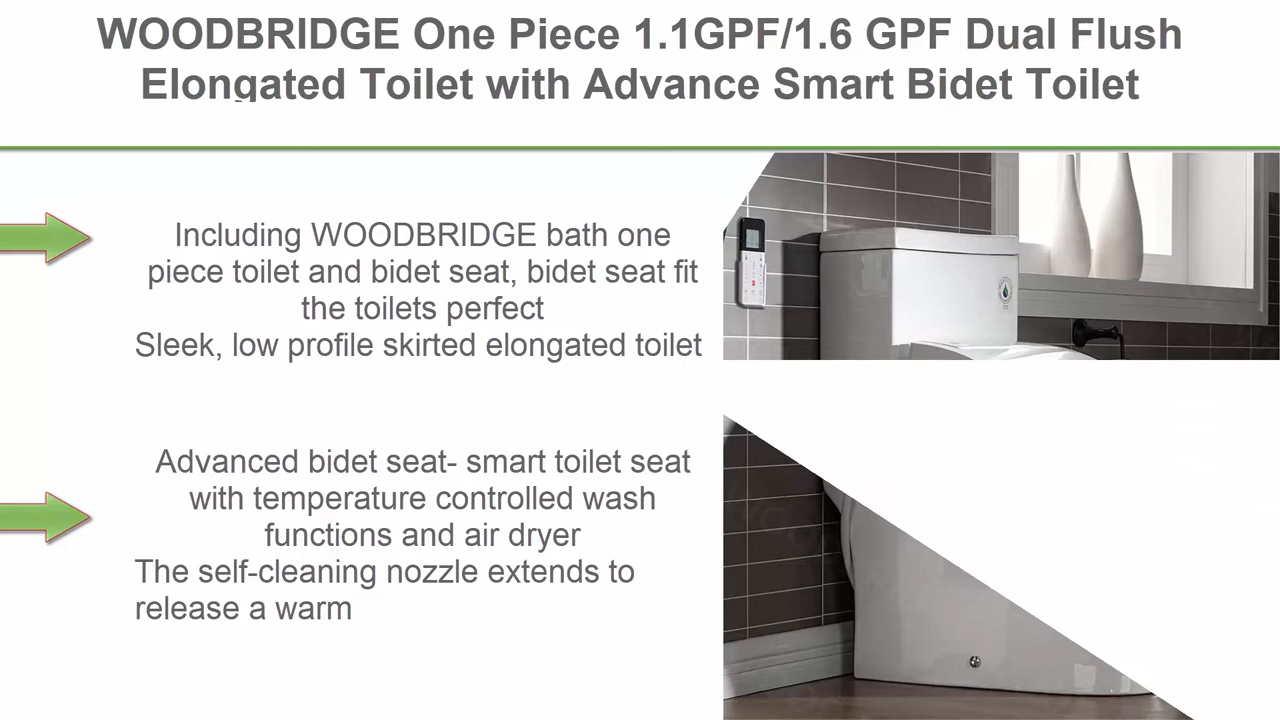 WOODBRIDGE One Piece 1.1GPF/1.6 GPF Dual Flush
Elongated Toilet with Advance Smart Bidet Toilet
Including WOODBRIDGE bath one
piece toilet and bidet seat, bidet seat fit
the toilets perfect
Sleek, low profile skirted elongated toilet
Advanced bidet seat- smart toilet seat
with temperature controlled wash
functions and air dryer
The self-cleaning nozzle extends to
release a warm